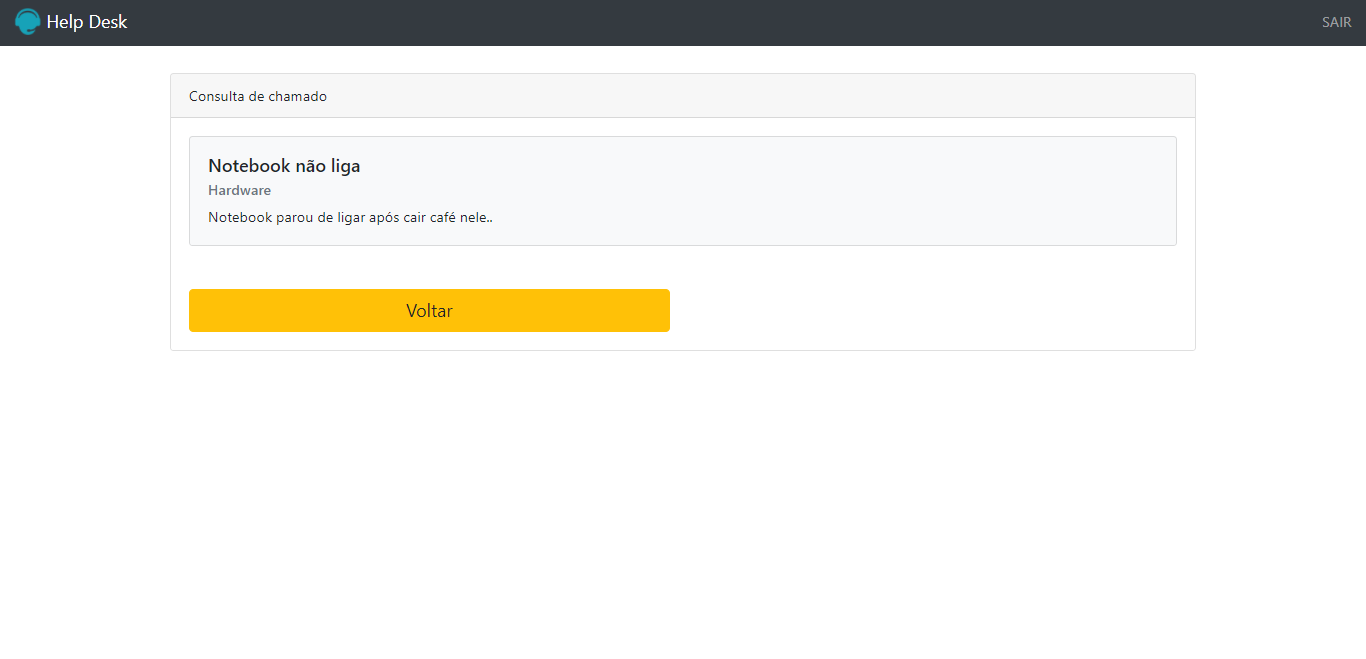 Help Desk
SAIR
Consulta de chamado
Notebook não liga
Hardware
Notebook parou de ligar após cair café nele..
Voltar